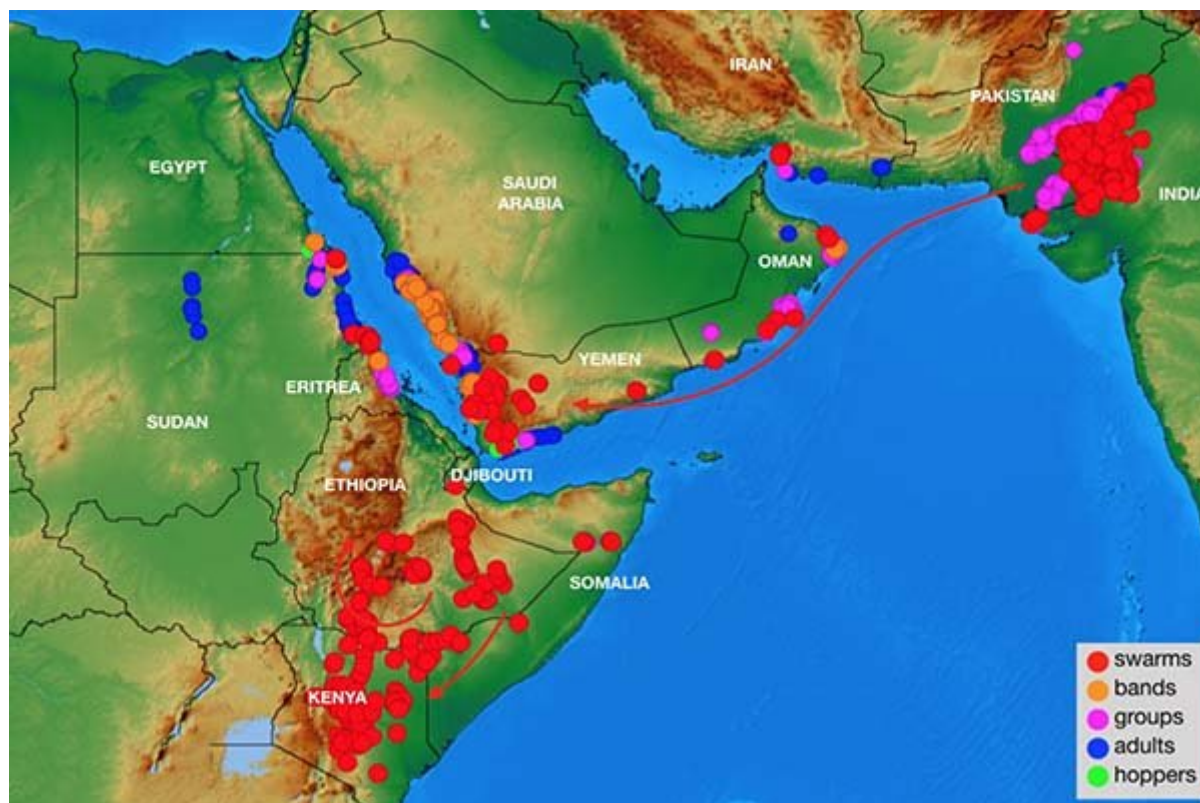 IRAN
PAKISTAN
EGYPT
SAUDI
ARABIA
INDIA
OMAN
YEMEN
ERITREA
SUDAN
DJIBOUTI
ETHIOPIA
SOMALIA
KENYA
swarms
bands
groups
adults
hoppers